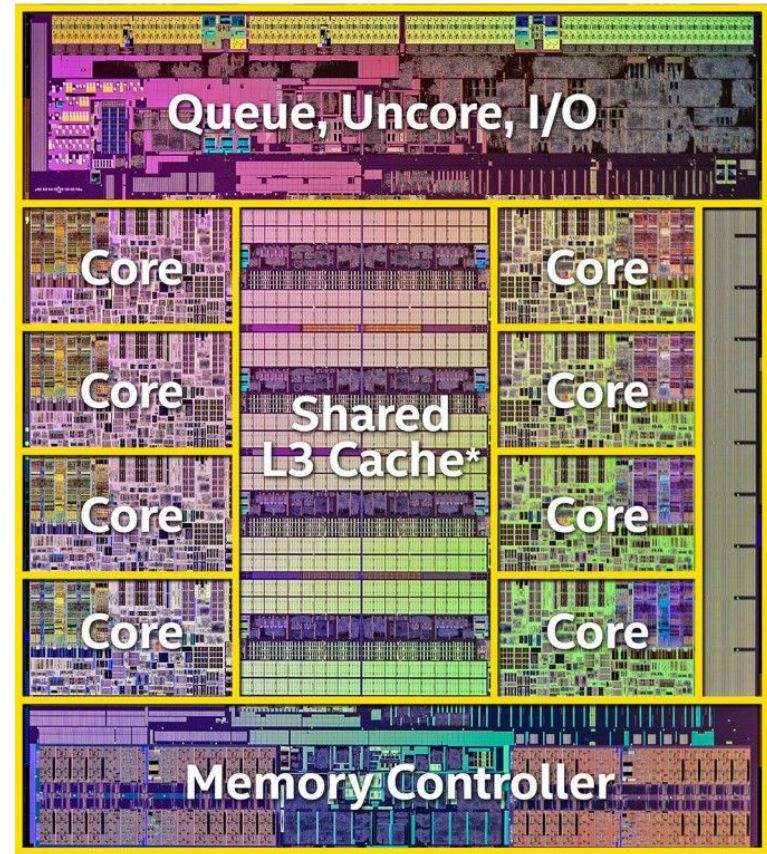 Queue, Uncore, I/O
Core
Core
Core
Core
Shared
L3 Cache*
Core
Core
Core
Core
Memory Controller